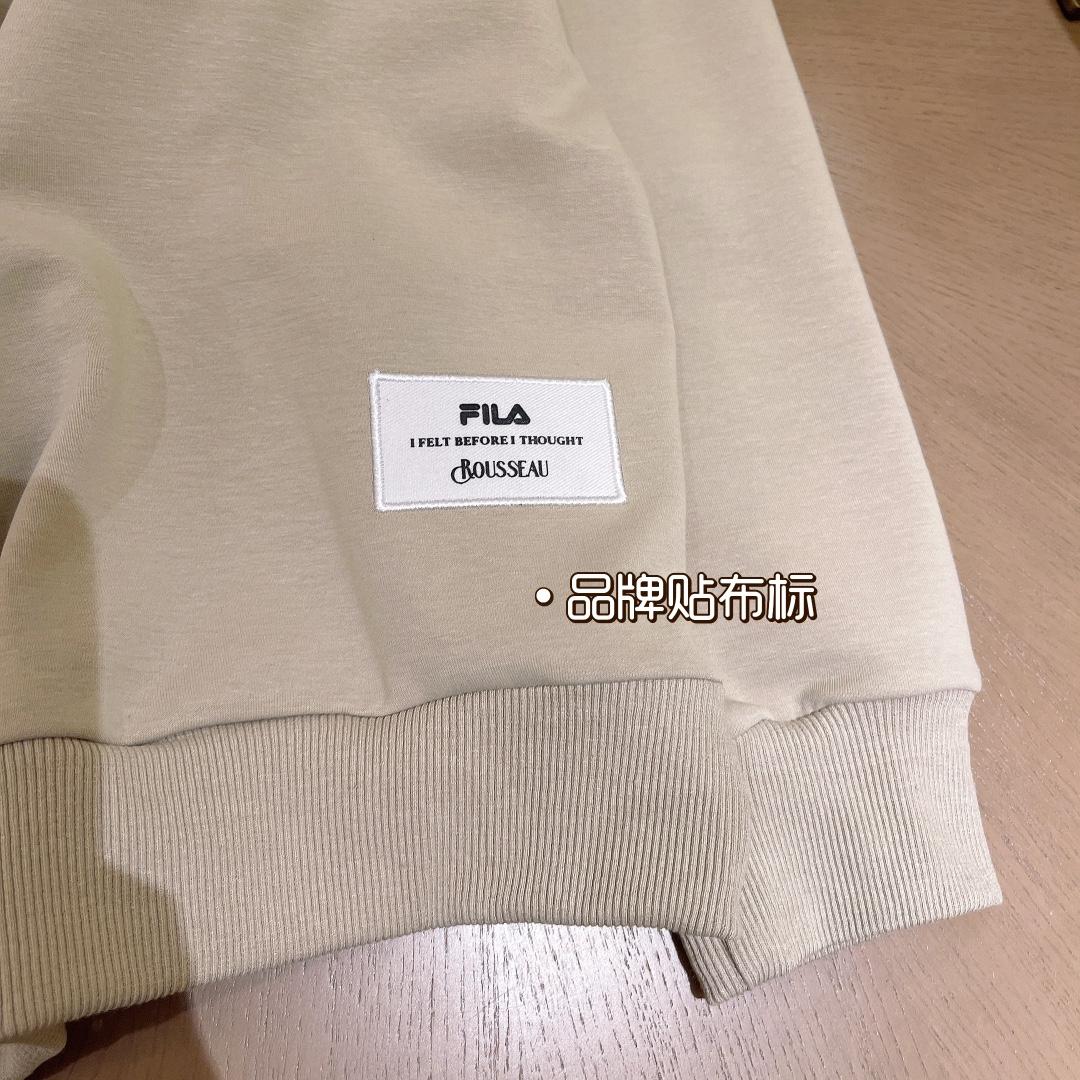 FILA
I FELT BEFORE I THOUGHT
ROUSSEAU
• 品牌贴布标